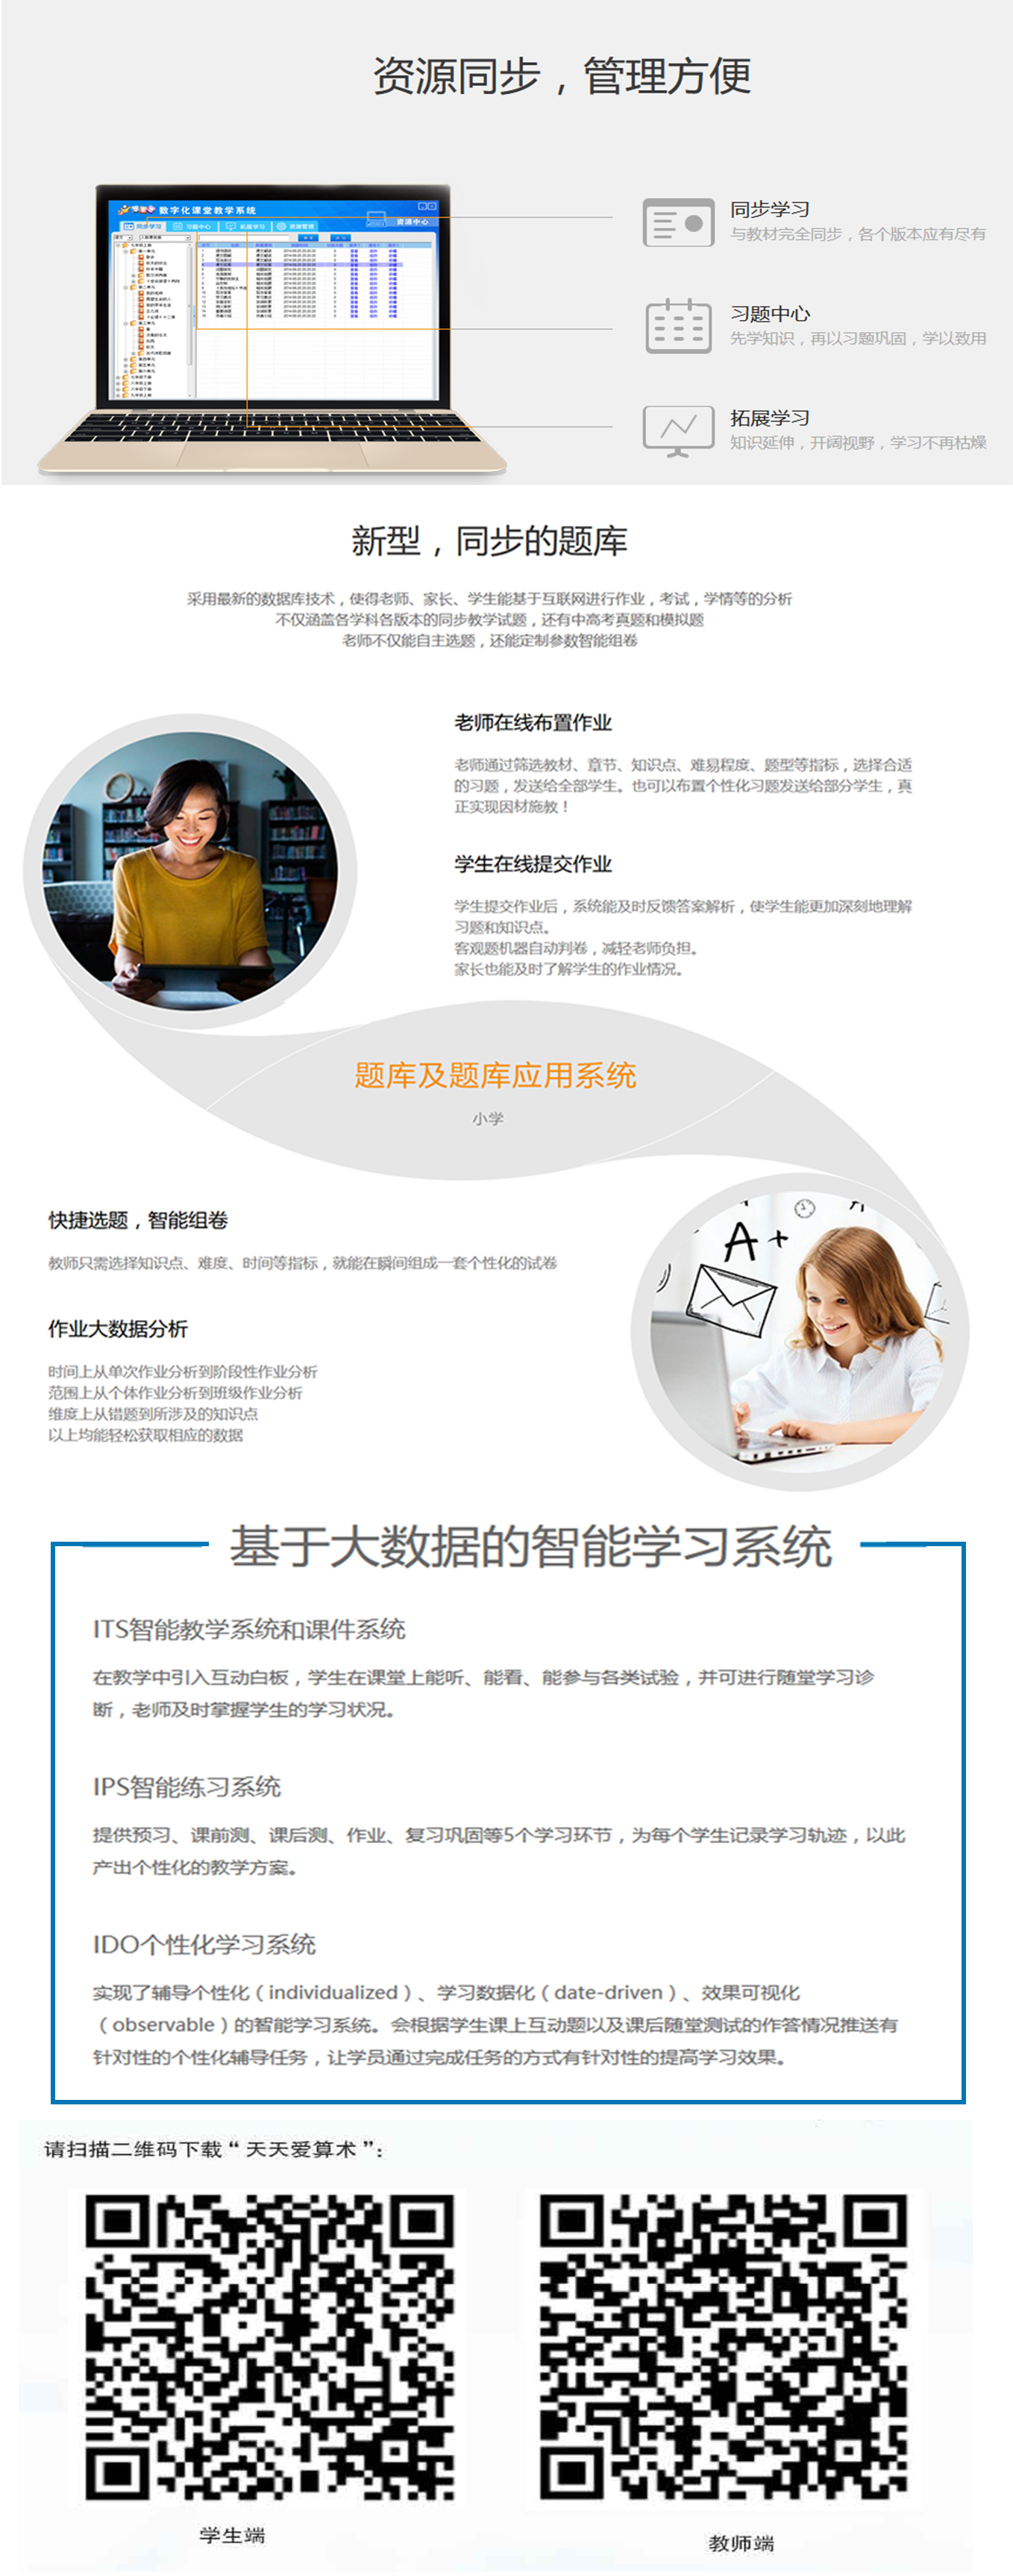 资源同步，管理方便
数字化课堂教学系统
同步学习
习题中心
拓展学习
资源管理
资源中心
同步学习
与教材完全同步，各个版本应有尽有
习题中心
先学知识，再以习题巩固，学以致用
拓展学习
知识延伸，开阔视野，学习不再枯燥
新型，同步的题库
采用最新的数据库技术，使得老师、家长、学生能基于互联网进行作业，考试，学情等的分析
不仅涵盖各学科各版本的同步教学试题，还有中高考真题和模拟题
老师不仅能自主选题，还能定制参数智能组卷
老师在线布置作业
老师通过筛选教材、章节、知识点、难易程度、题型等指标，选择合适
的习题，发送给全部学生。也可以布置个性化习题发送给部分学生，真
正实现因材施教！
学生在线提交作业
学生提交作业后，系统能及时反馈答案解析，使学生能更加深刻地理解
习题和知识点。
客观题机器自动判卷，减轻老师负担。
家长也能及时了解学生的作业情况。
题库及题库应用系统
小学
快捷选题，智能组卷
教师只需选择知识点、难度、时间等指标，就能在瞬间组成一套个性化的试卷
作业大数据分析
时间上从单次作业分析到阶段性作业分析
范围上从个体作业分析到班级作业分析
维度上从错题到所涉及的知识点
以上均能轻松获取相应的数据
A+
基于大数据的智能学习系统
ITS智能教学系统和课件系统
在教学中引入互动白板，学生在课堂上能听、能看、能参与各类试验，并可进行随堂学习诊
断，老师及时掌握学生的学习状况。
IPS智能练习系统
提供预习、课前测、课后测、作业、复习巩固等5个学习环节，为每个学生记录学习轨迹，以此
产出个性化的教学方案。
IDO个性化学习系统
实现了辅导个性化（individualized）、学习数据化（date-driven）、效果可视化
（observable）的智能学习系统。会根据学生课上互动题以及课后随堂测试的作答情况推送有
针对性的个性化辅导任务，让学员通过完成任务的方式有针对性的提高学习效果。
请扫描二维码下载“天天爱算术”：
学生端
教师端